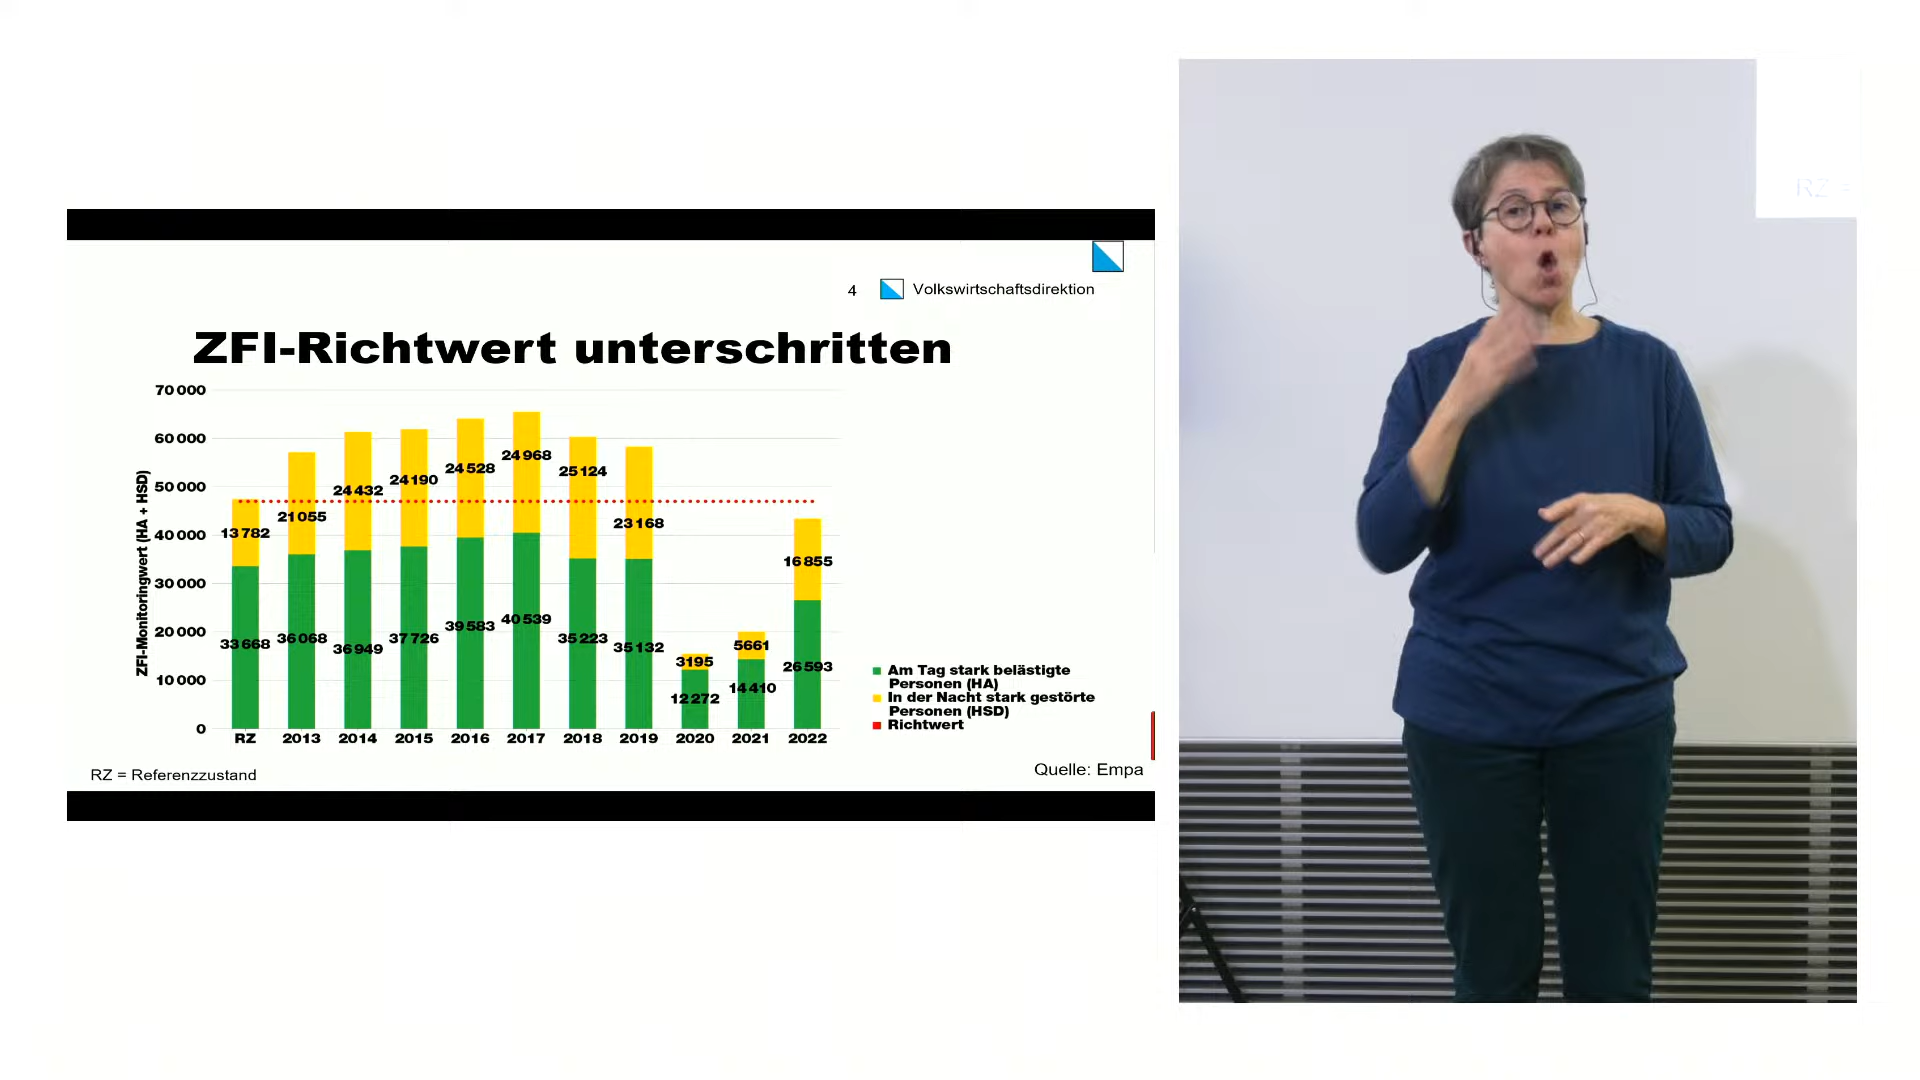 4 Volkswirtschaftsdirektion
ZFI-Richtwert unterschritten
ZFI-Monitoringwert (HA + HSD)
70 000
60 000
50 000
40 000
30 000
20 000
10 000
0
13 782
21 055
24 432
24 190
24 528
24 968
25 124
23 168
3195
5661
16 855
33 668
36 068
36 949
37 726
39 583
40 539
35 223
35 132
12 272
14 410
26 593
RZ 2013 2014 2015 2016 2017 2018 2019 2020 2021 2022
Am Tag stark belästigte
Personen (HA)
In der Nacht stark gestörte
Personen (HSD)
Richtwert
RZ = Referenzzustand
Quelle: Empa
RZ =